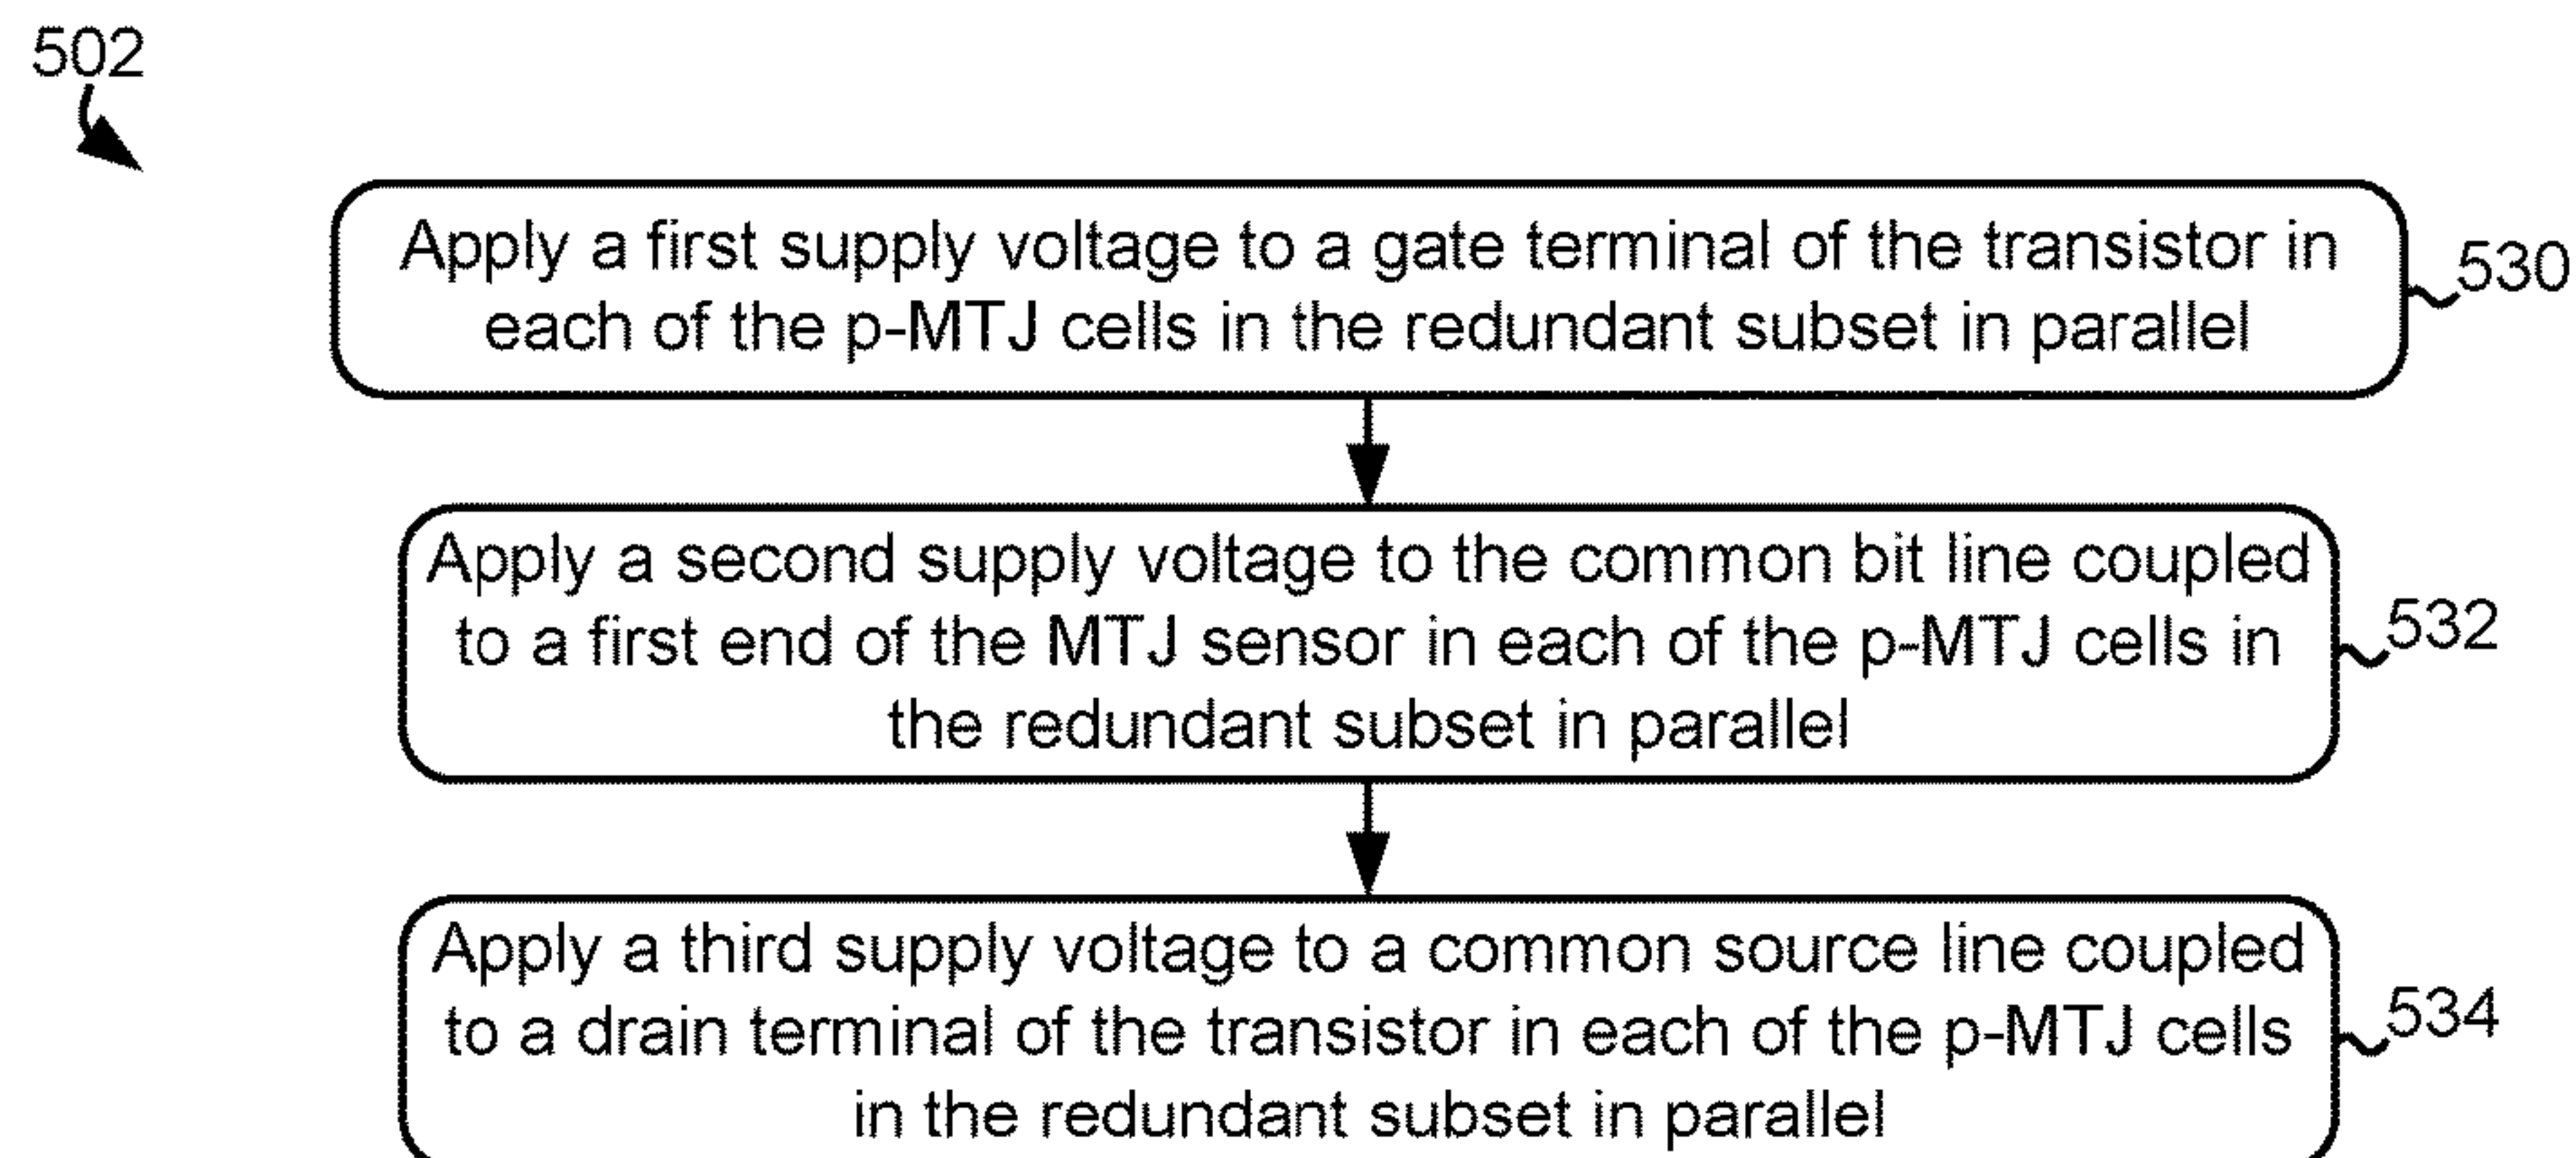 502
Apply a first supply voltage to a gate terminal of the transistor in
each of the p-MTJ cells in the redundant subset in parallel
530
Apply a second supply voltage to the common bit line coupled
to a first end of the MTJ sensor in each of the p-MTJ cells in
the redundant subset in parallel
532
Apply a third supply voltage to a common source line coupled
to a drain terminal of the transistor in each of the p-MTJ cells
in the redundant subset in parallel
534